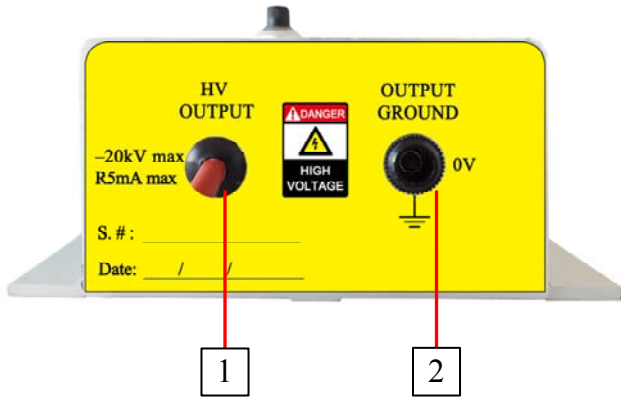 HV
OUTPUT
OUTPUT
GROUND
DANGER
HIGH
VOLTAGE
–20kV max
R5mA max
0V
S. # :
Date: / /
1
2